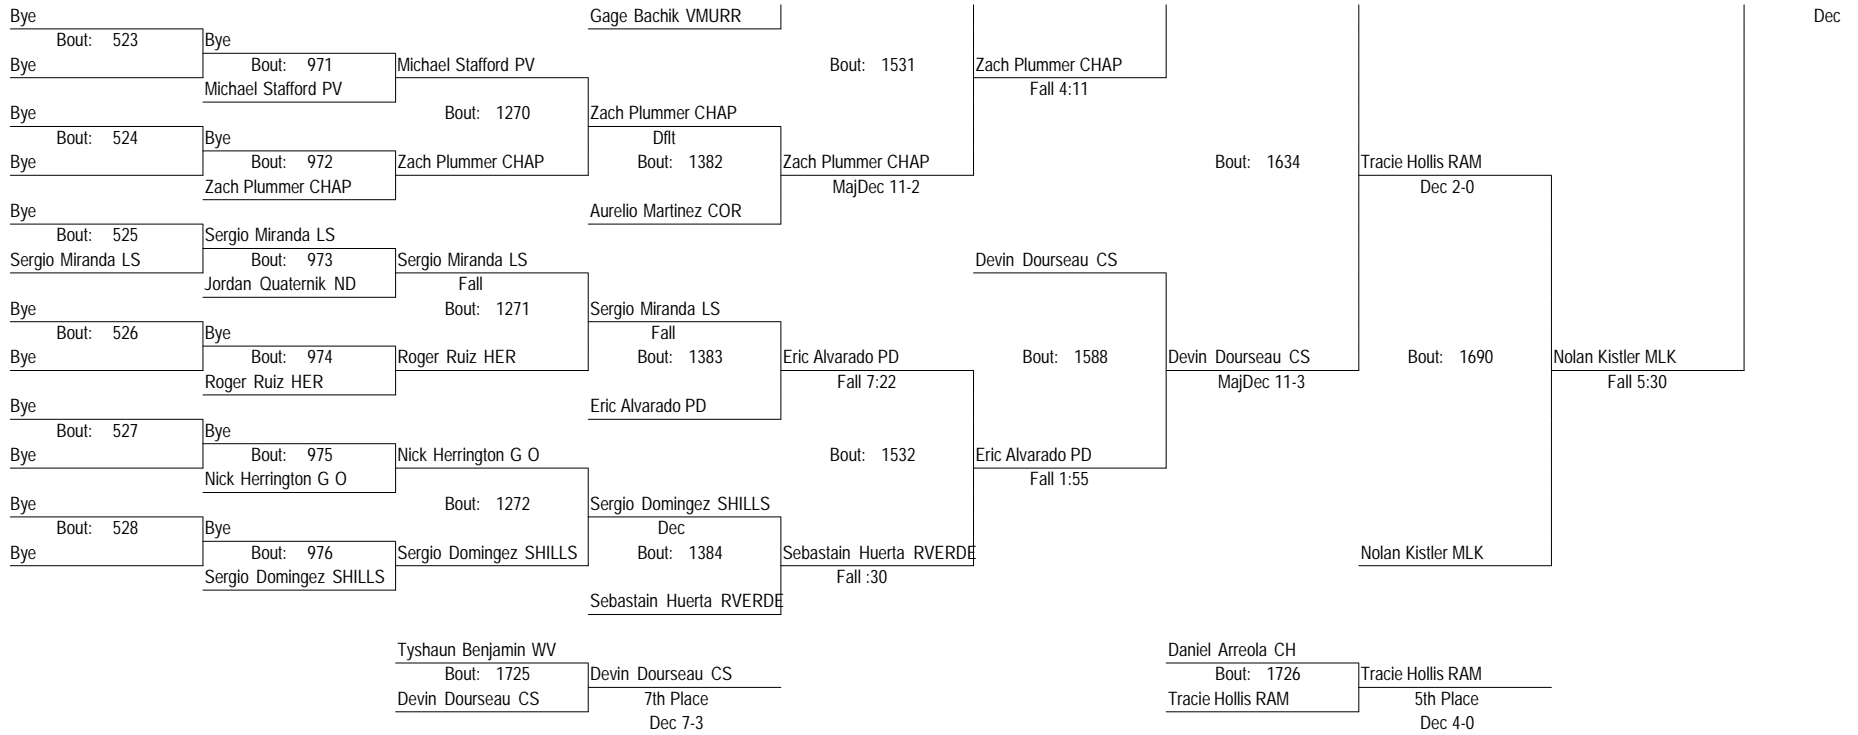 Bye Gage Bachik VMURR Dec
Bout: 523 Bye
Bye Bout: 971 Michael Stafford PV Bout: 1531 Zach Plummer CHAP
Michael Stafford PV Fall 4:11
Bye Bout: 1270 Zach Plummer CHAP
Bout: 524 Bye Dflt
Bye Bout: 972 Zach Plummer CHAP Bout: 1382 Zach Plummer CHAP Bout: 1634 Tracie Hollis RAM
Zach Plummer CHAP MajDec 11-2 Dec 2-0
Bye Aurelio Martinez COR
Bout: 525 Sergio Miranda LS
Sergio Miranda LS Bout: 973 Sergio Miranda LS Devin Dourseau CS
Jordan Quaternik ND Fall
Bye Bout: 1271 Sergio Miranda LS
Bout: 526 Bye Fall
Bye Bout: 974 Roger Ruiz HER Bout: 1383 Eric Alvarado PD Bout: 1588 Devin Dourseau CS Bout: 1690 Nolan Kistler MLK
Roger Ruiz HER Fall 7:22 MajDec 11-3 Fall 5:30
Bye Eric Alvarado PD
Bout: 527 Bye
Bye Bout: 975 Nick Herrington G O Bout: 1532 Eric Alvarado PD
Nick Herrington G O Fall 1:55
Bye Bout: 1272 Sergio Domingez SHILLS
Bout: 528 Bye Dec
Bye Bout: 976 Sergio Domingez SHILLS Bout: 1384 Sebastain Huerta RVERDE Nolan Kistler MLK
Sergio Domingez SHILLS Fall :30
Sebastain Huerta RVERDE
Tyshaun Benjamin WV Daniel Arreola CH
Bout: 1725 Devin Dourseau CS Bout: 1726 Tracie Hollis RAM
Devin Dourseau CS 7th Place Tracie Hollis RAM 5th Place
Dec 7-3 Dec 4-0